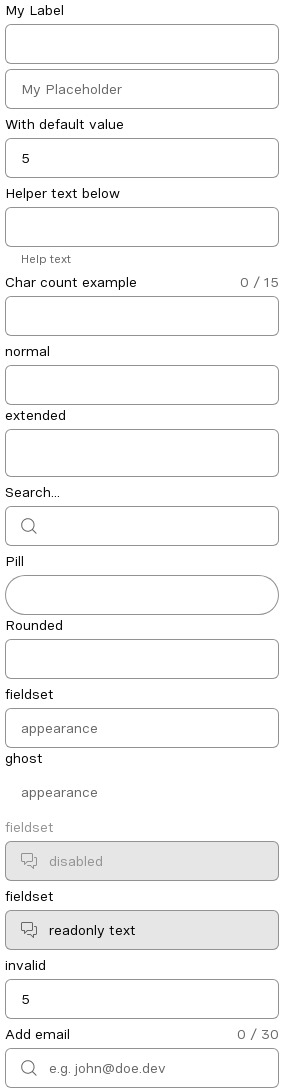 My Label
My Placeholder
With default value
5
Helper text below
Help text
Char count example 0 / 15
normal
extended
Search...
Pill
Rounded
fieldset
appearance
ghost
appearance
fieldset
disabled
fieldset
readonly text
invalid
5
Add email 0 / 30
e.g. john@doe.dev